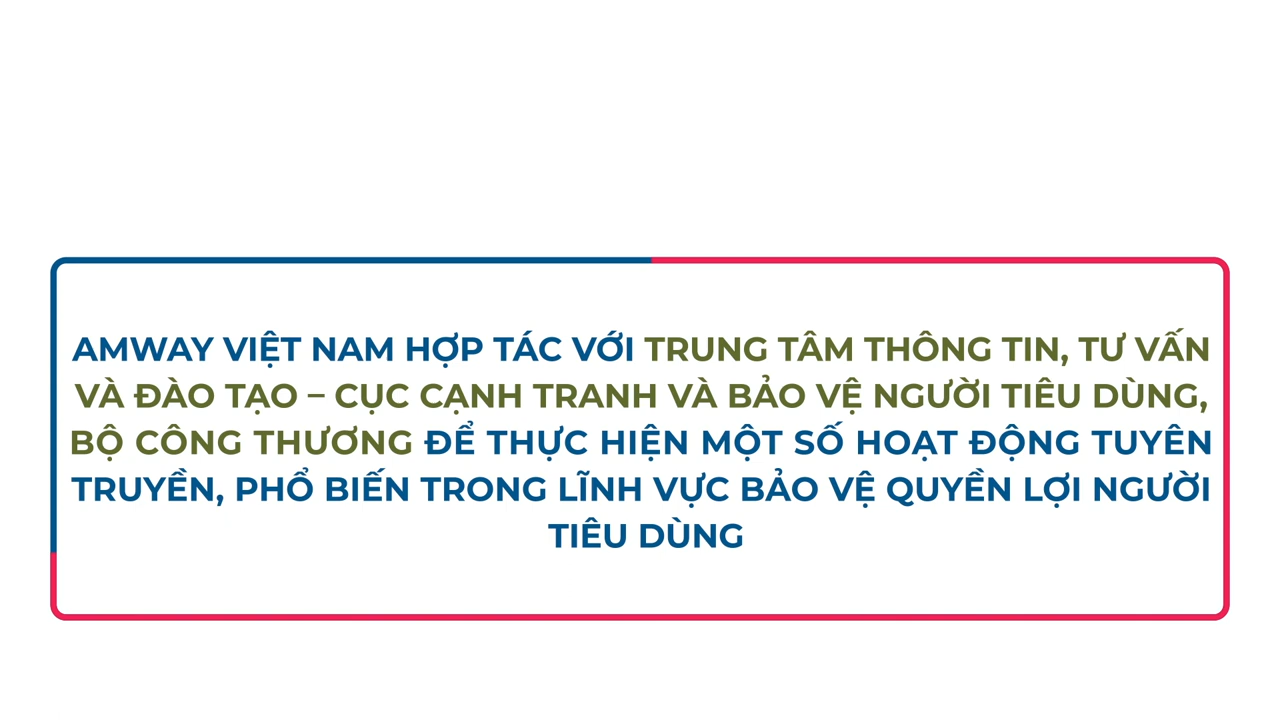 AMWAY VIỆT NAM HỢP TÁC VỚI TRUNG TÂM THÔNG TIN, TƯ VẤN
VÀ ĐÀO TẠO – CỤC CẠNH TRANH VÀ BẢO VỆ NGƯỜI TIÊU DÙNG,
BỘ CÔNG THƯƠNG ĐỂ THỰC HIỆN MỘT SỐ HOẠT ĐỘNG TUYÊN
TRUYỀN, PHỔ BIẾN TRONG LĨNH VỰC BẢO VỆ QUYỀN LỢI NGƯỜI
TIÊU DÙNG